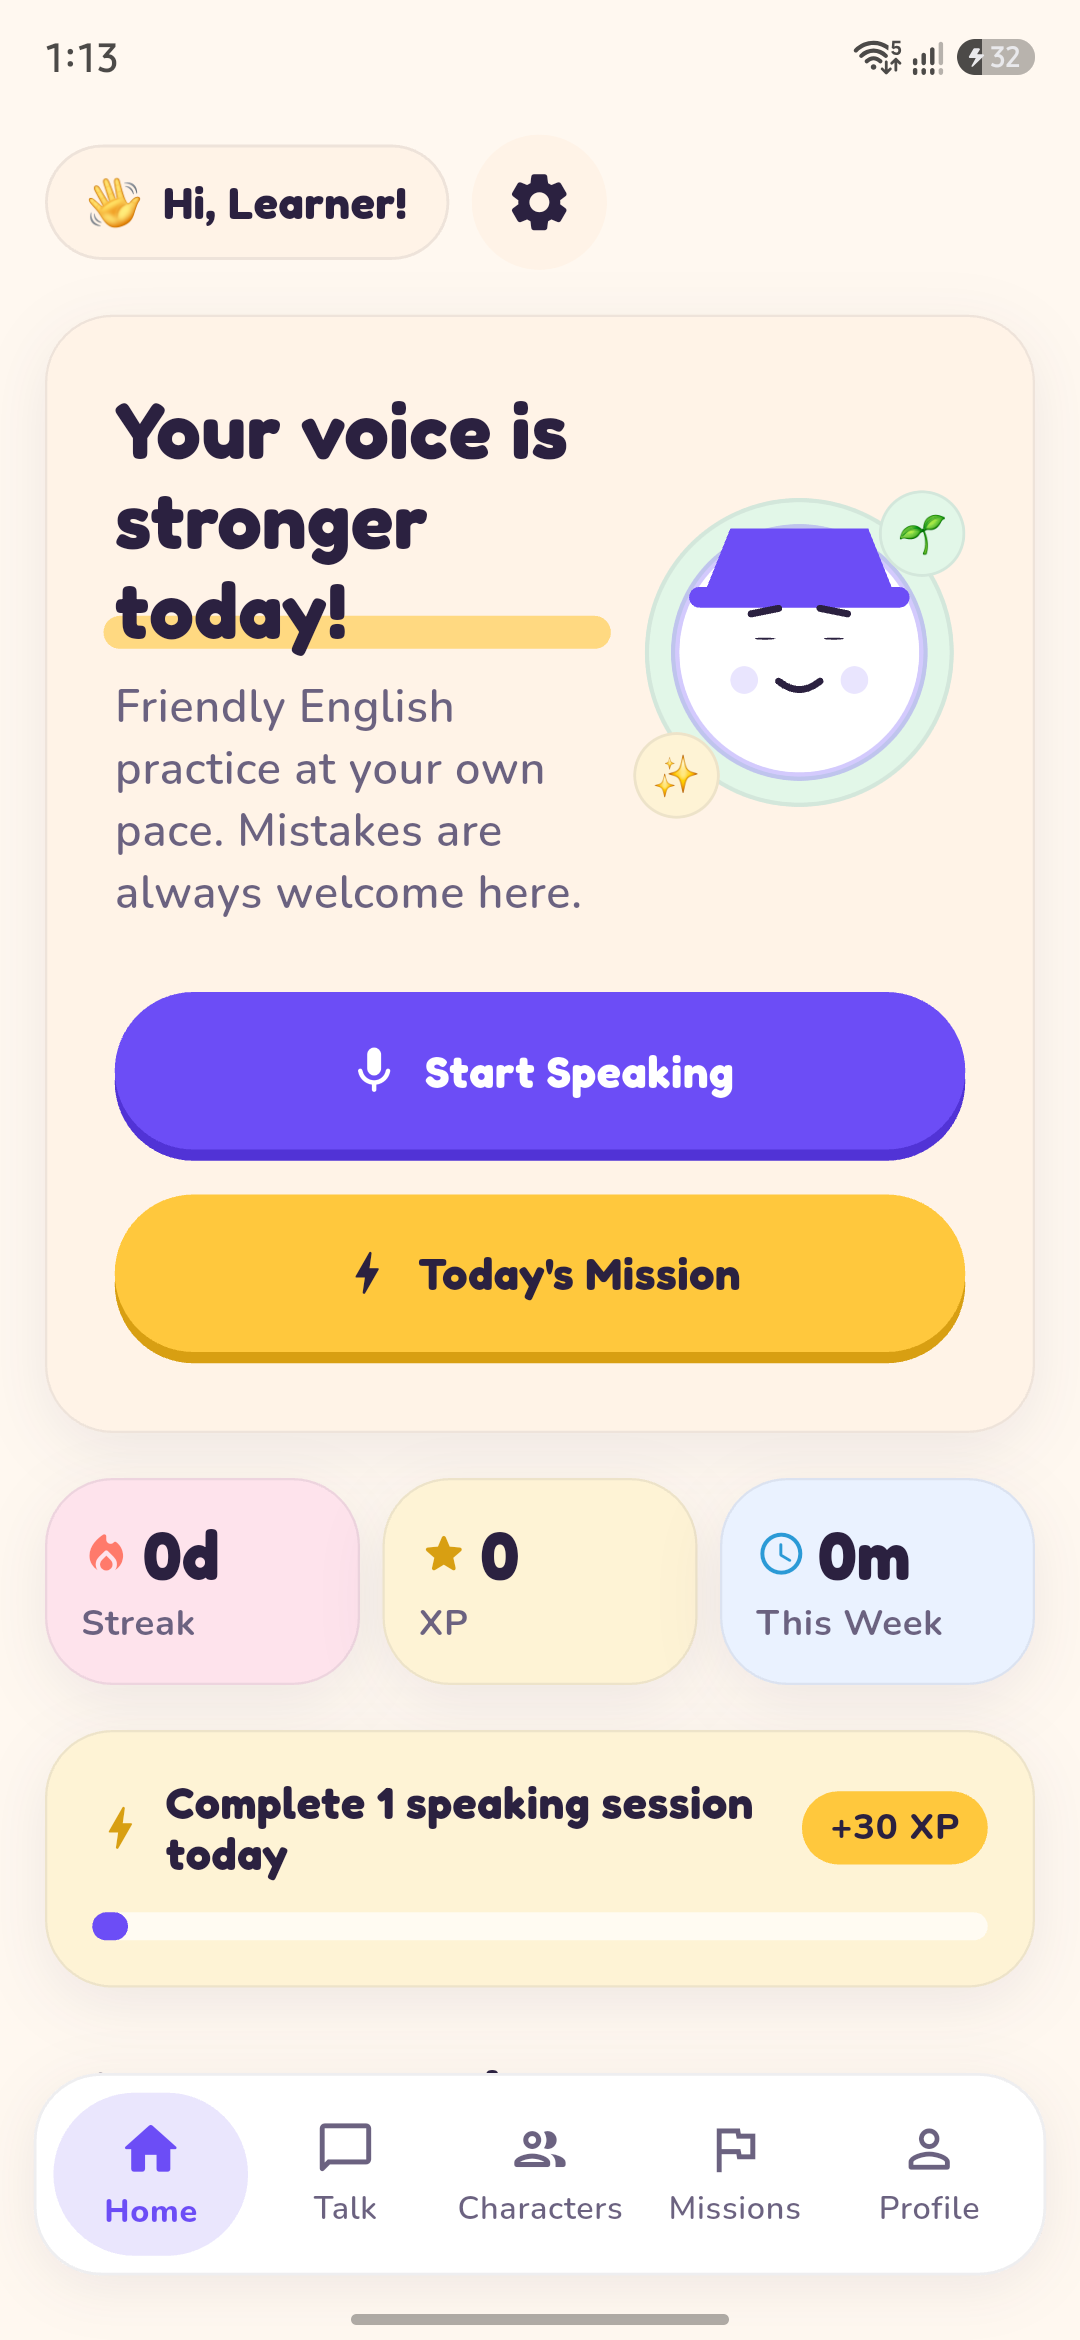 1:13
5
32
Hi, Learner!
Your voice is
stronger
today!
Friendly English
practice at your own
pace. Mistakes are
always welcome here.
Start Speaking
Today's Mission
0d
Streak
0
XP
0m
This Week
Complete 1 speaking session
today
+30 XP
Home
Talk
Characters
Missions
Profile